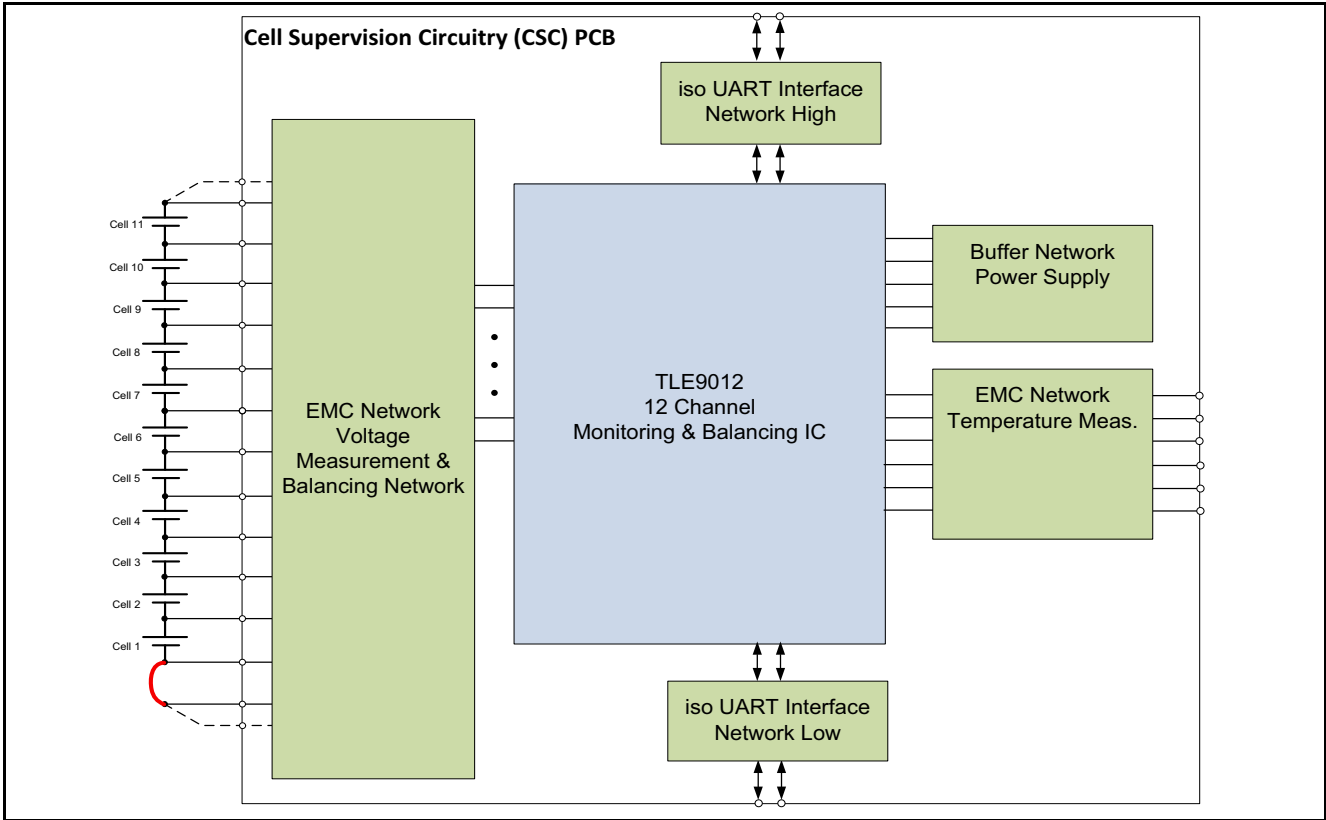 Cell Supervision Circuitry (CSC) PCB
iso UART Interface
Network High
Cell 11
Cell 10
Cell 9
Cell 8
Cell 7
Cell 6
Cell 5
Cell 4
Cell 3
Cell 2
Cell 1
EMC Network
Voltage
Measurement &
Balancing Network
TLE9012
12 Channel
Monitoring & Balancing IC
Buffer Network
Power Supply
EMC Network
Temperature Meas.
iso UART Interface
Network Low